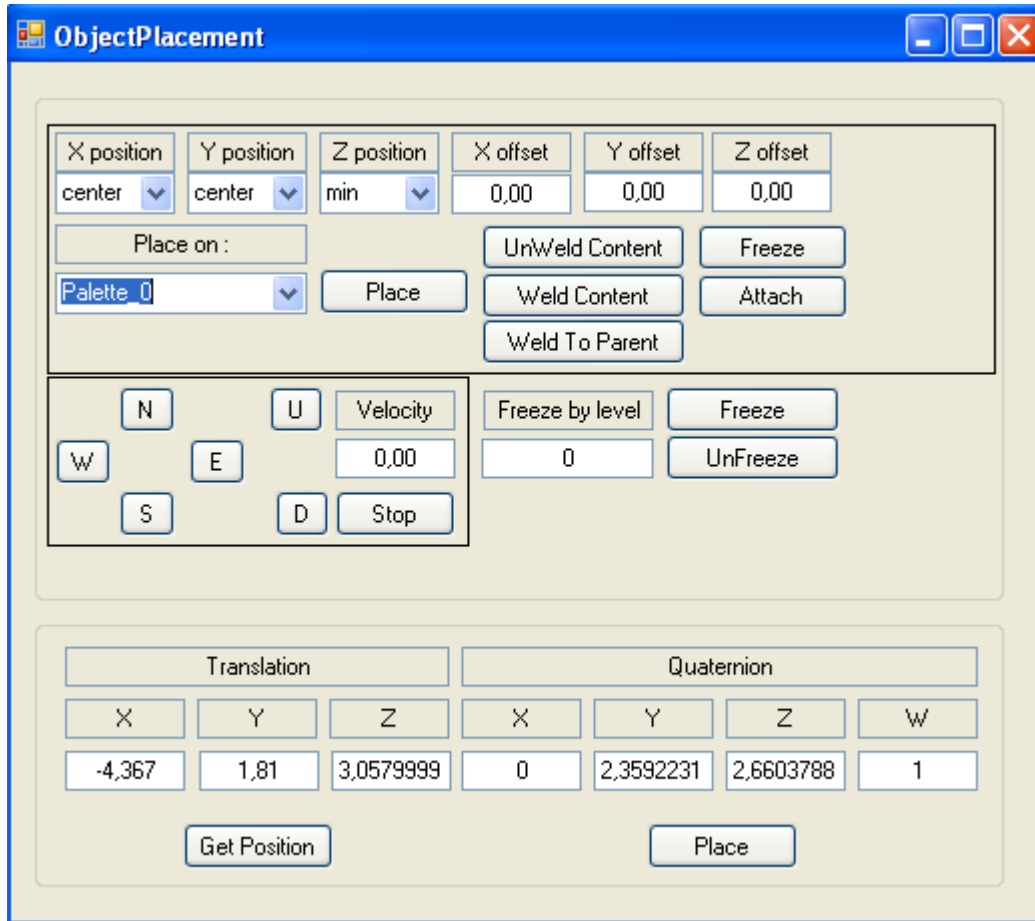 ObjectPlacement
X position Y position Z position X offset Y offset Z offset
center center min 0,00 0,00 0,00
Place on : UnWeld Content Freeze
Palette_0 Place Weld Content Attach
Weld To Parent
N U Velocity Freeze by level Freeze
W E 0,00 0 UnFreeze
S D Stop
Translation Quaternion
X Y Z X Y Z W
-4,367 1,81 3,0579999 0 2,3592231 2,6603788 1
Get Position Place